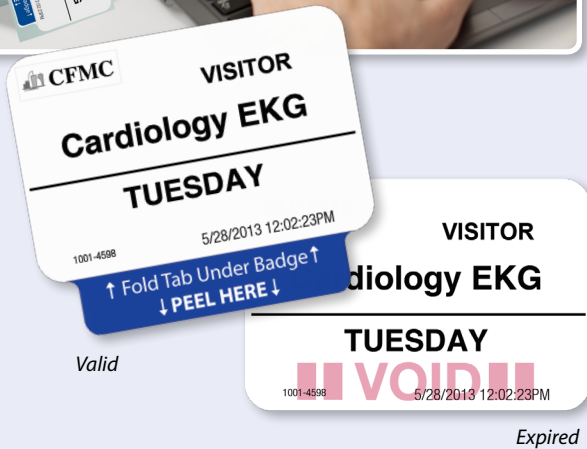 CFMC
VISITOR
Cardiology EKG
TUESDAY
1001-4598
5/28/2013 12:02:23PM
↑ Fold Tab Under Badge ↑
↓ PEEL HERE ↓
Valid
VISITOR
diology EKG
TUESDAY
VOID
1001-4598
5/28/2013 12:02:23PM
Expired